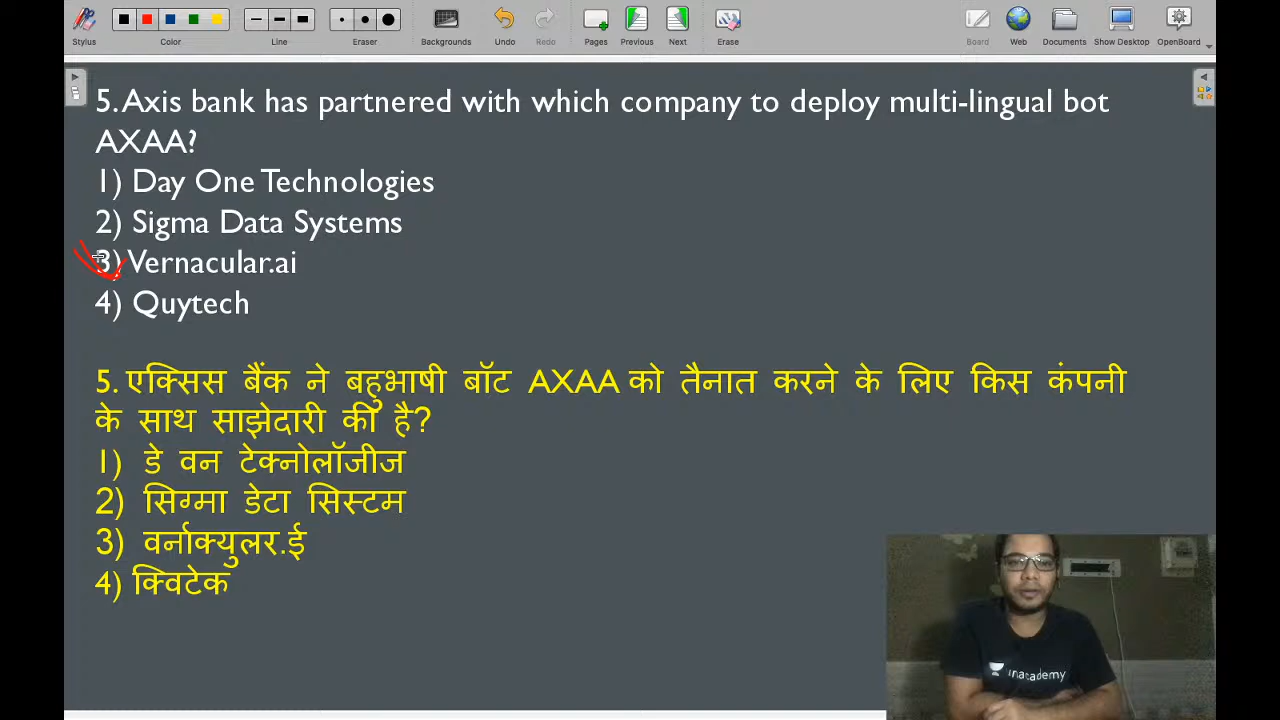 Stylus
Color
Line
Eraser
Backgrounds
Undo
Redo
Pages
Previous
Next
Erase
Board
Web
Documents
Show Desktop
OpenBoard
5. Axis bank has partnered with which company to deploy multi-lingual bot
AXAA?
1) Day One Technologies
2) Sigma Data Systems
3) Vernacular.ai
4) Quytech
5. एक्सिस बैंक ने बहुभाषी बॉट AXAA को तैनात करने के लिए किस कंपनी
के साथ साझेदारी की है?
1) डे वन टेक्नोलॉजीज
2) सिग्मा डेटा सिस्टम
3) वर्नाक्युलर.ई
4) क्विटेक
unacademy